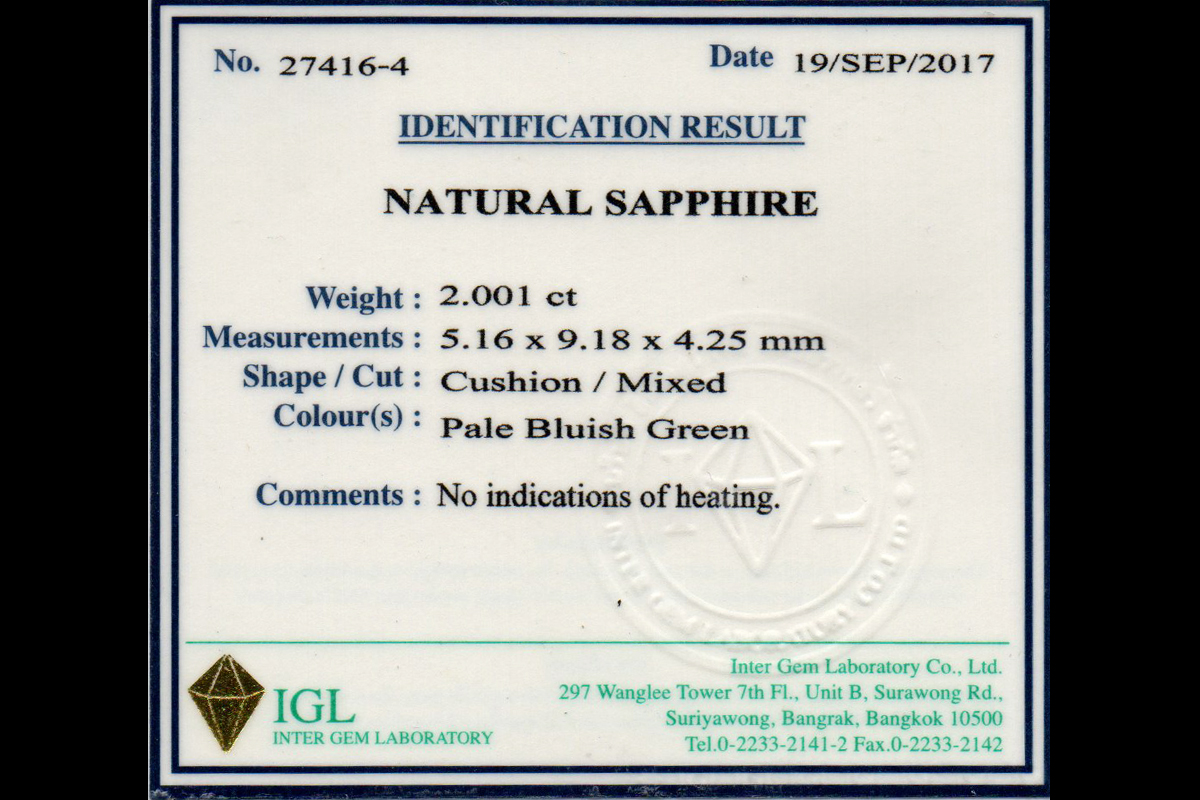 No. 27416-4 Date 19/SEP/2017
IDENTIFICATION RESULT
NATURAL SAPPHIRE
Weight : 2.001 ct
Measurements : 5.16 x 9.18 x 4.25 mm
Shape / Cut : Cushion / Mixed
Colour(s) : Pale Bluish Green
Comments : No indications of heating.
IGL
INTER GEM LABORATORY
Inter Gem Laboratory Co., Ltd.
297 Wanglee Tower 7th Fl., Unit B, Surawong Rd.,
Suriyawong, Bangrak, Bangkok 10500
Tel.0-2233-2141-2 Fax.0-2233-2142